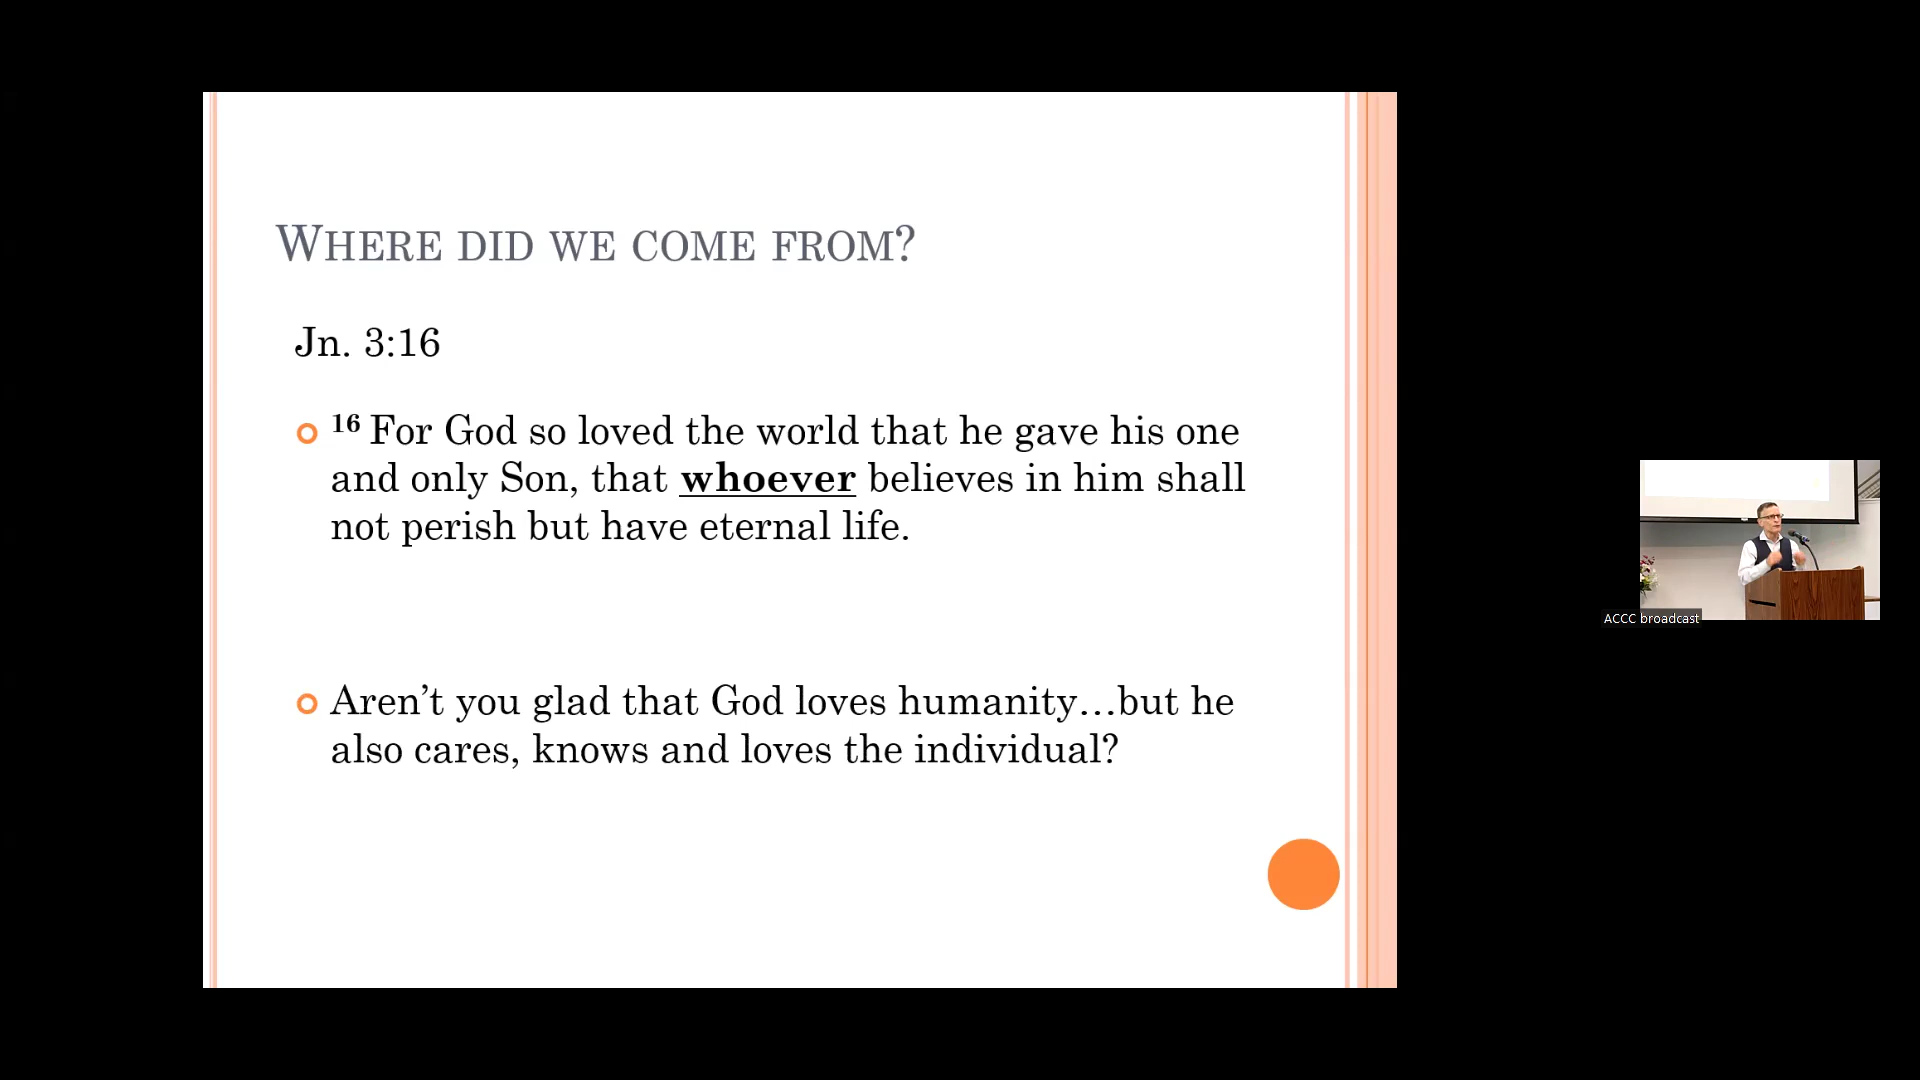 WHERE DID WE COME FROM?
Jn. 3:16
16 For God so loved the world that he gave his one
and only Son, that whoever believes in him shall
not perish but have eternal life.
Aren’t you glad that God loves humanity…but he
also cares, knows and loves the individual?
ACCC broadcast